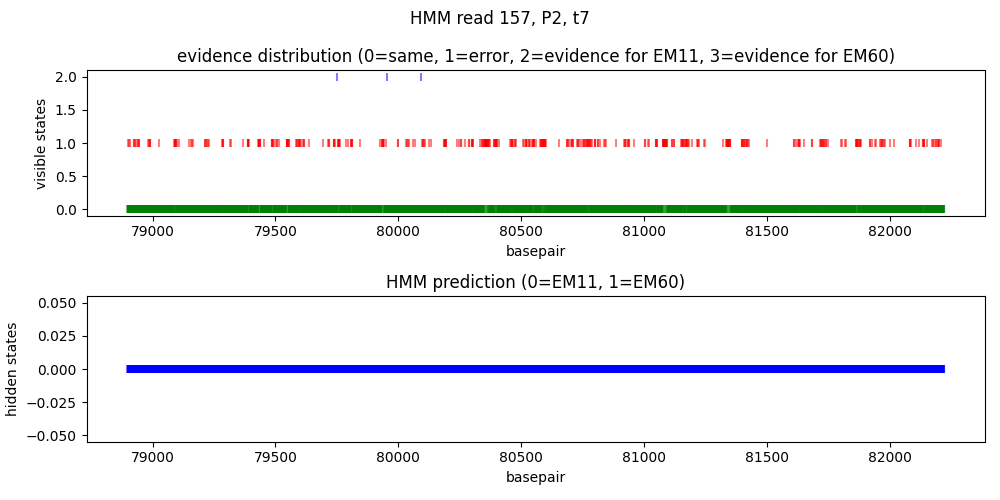 HMM read 157, P2, t7
evidence distribution (0=same, 1=error, 2=evidence for EM11, 3=evidence for EM60)
visible states
2.0
1.5
1.0
0.5
0.0
79000 79500 80000 80500 81000 81500 82000
basepair
HMM prediction (0=EM11, 1=EM60)
hidden states
0.050
0.025
0.000
−0.025
−0.050
79000 79500 80000 80500 81000 81500 82000
basepair